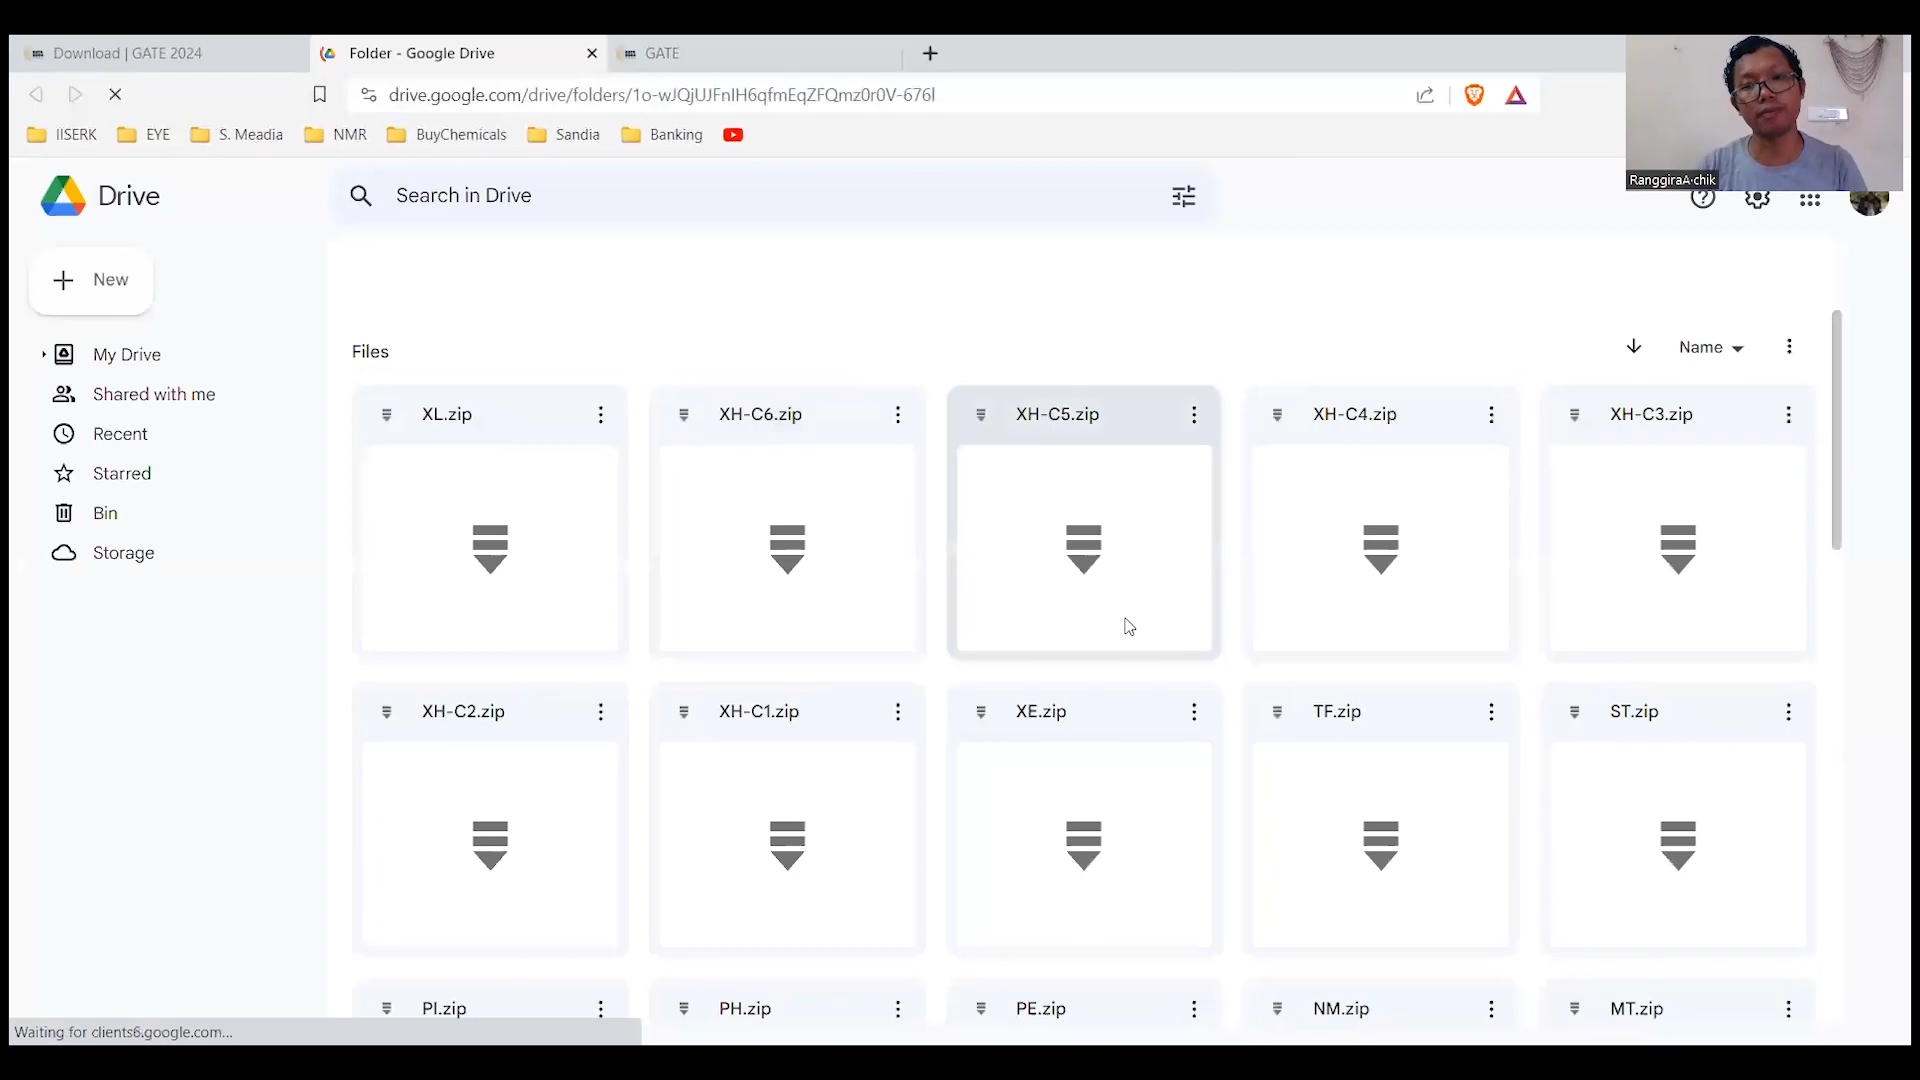 Download | GATE 2024
Folder - Google Drive
GATE
drive.google.com/drive/folders/1o-wJQjUJFnIH6qfmEqZFQmz0r0V-676I
IISERK
EYE
S. Meadia
NMR
BuyChemicals
Sandia
Banking
RanggiraA·chik
Drive
Search in Drive
New
My Drive
Shared with me
Recent
Starred
Bin
Storage
Files
Name
XL.zip
XH-C6.zip
XH-C5.zip
XH-C4.zip
XH-C3.zip
XH-C2.zip
XH-C1.zip
XE.zip
TF.zip
ST.zip
PI.zip
PH.zip
PE.zip
NM.zip
MT.zip
Waiting for clients6.google.com...